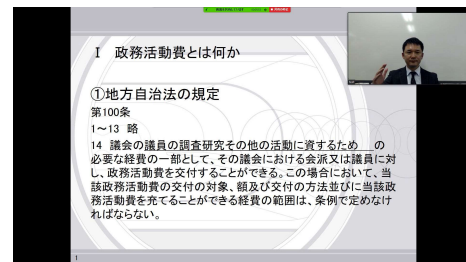 Ⅰ 政務活動費とは何か
①地方自治法の規定
第100条
1～13 略
14 議会の議員の調査研究その他の活動に資するため の
必要な経費の一部として、その議会における会派又は議員に対
し、政務活動費を交付することができる。この場合において、当
該政務活動費の交付の対象、額及び交付の方法並びに当該政
務活動費を充てることができる経費の範囲は、条例で定めなけ
ればならない。
1